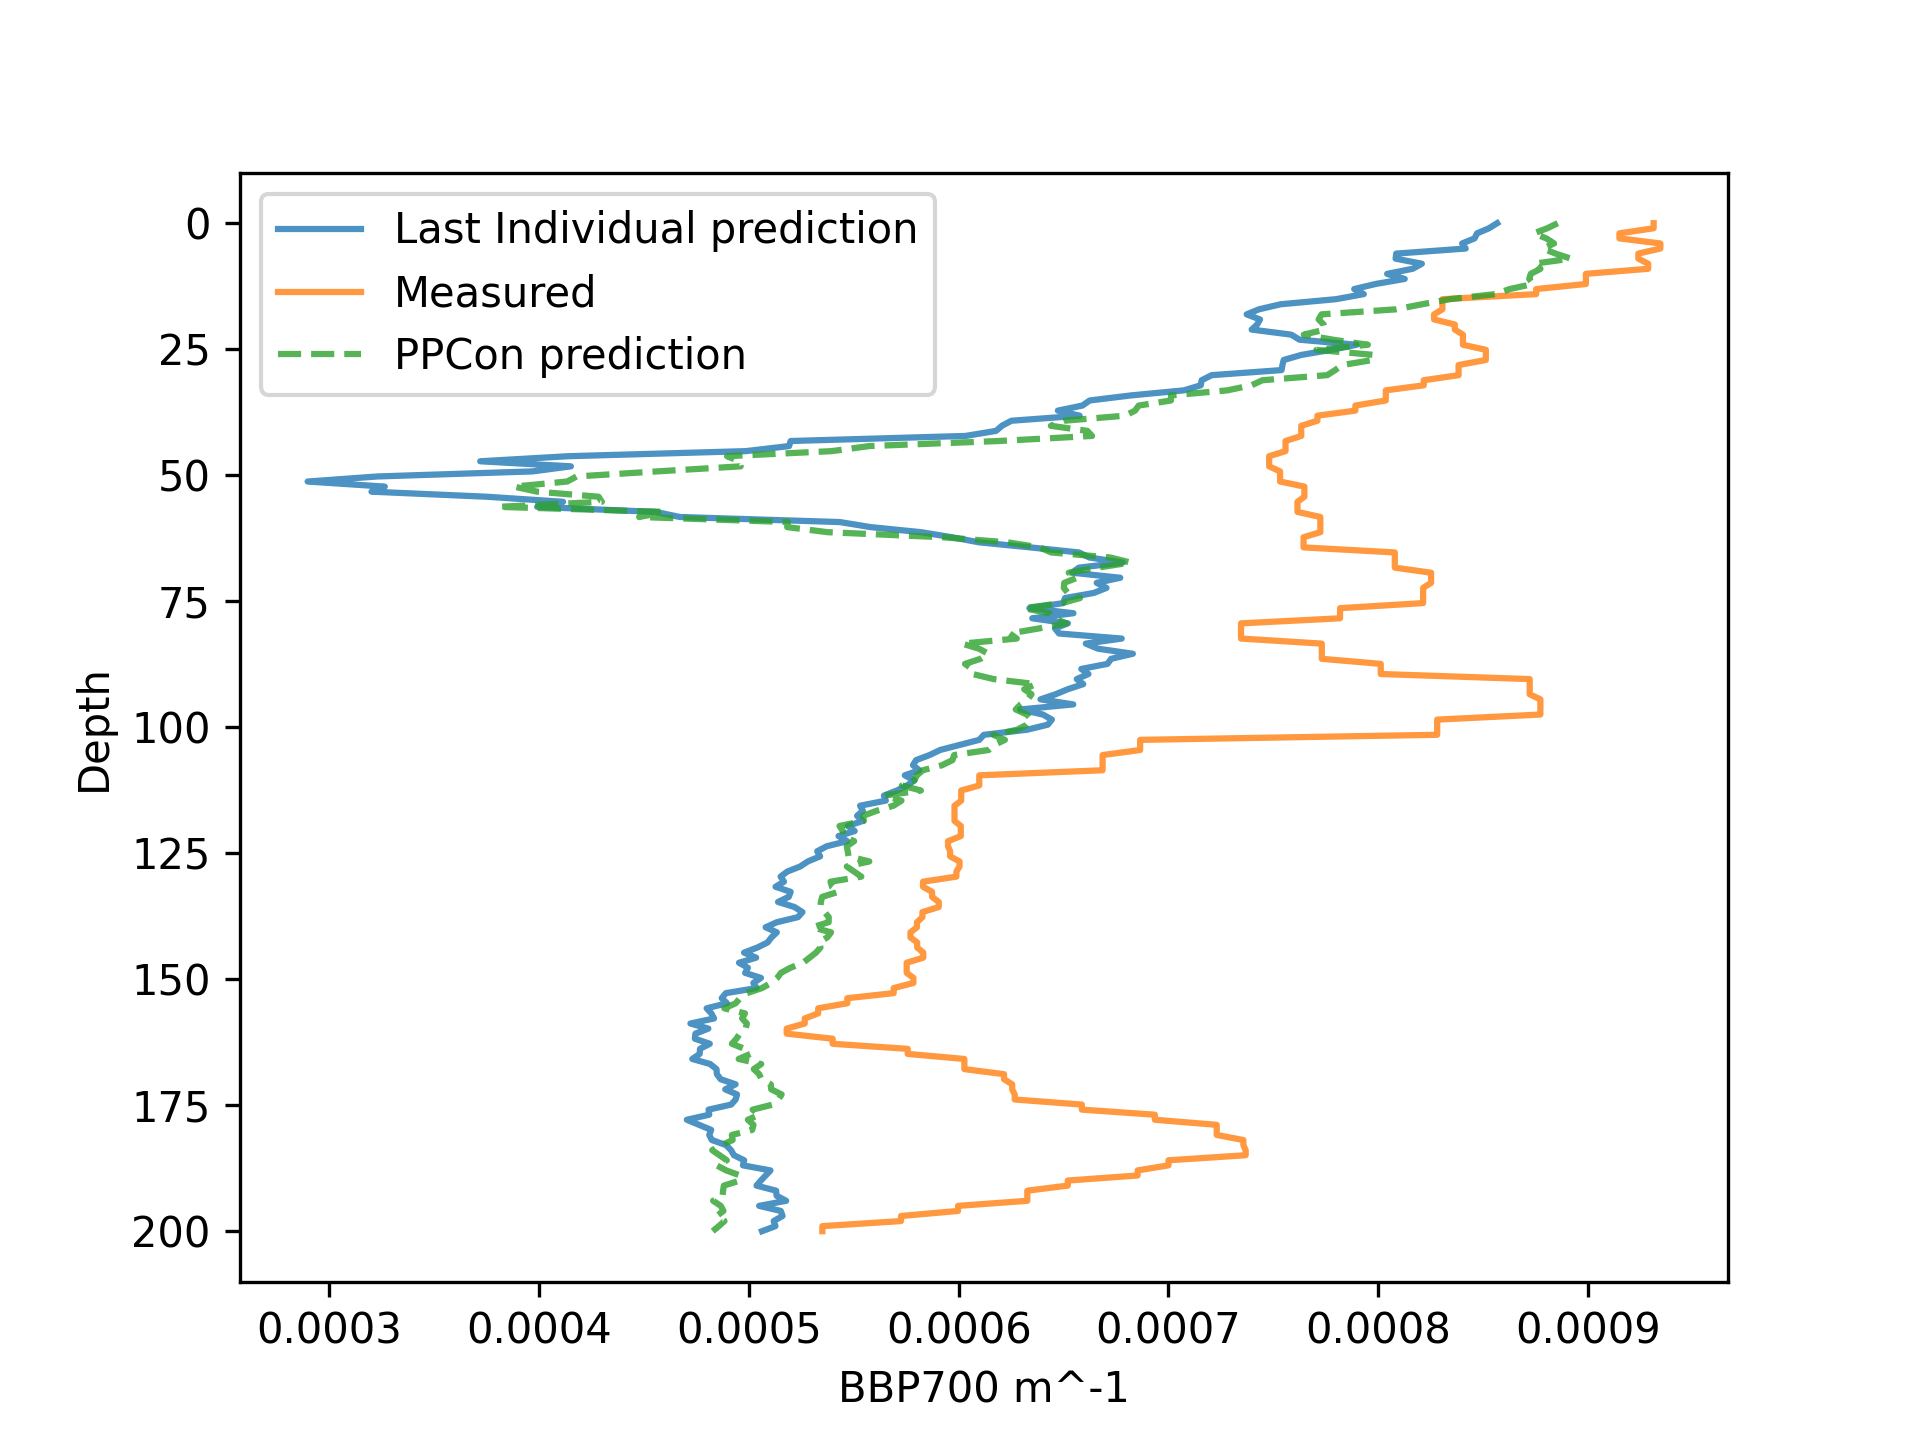 Last Individual prediction
Measured
PPCon prediction
0
25
50
75
100
125
150
175
200
Depth
0.0003 0.0004 0.0005 0.0006 0.0007 0.0008 0.0009
BBP700 m^-1